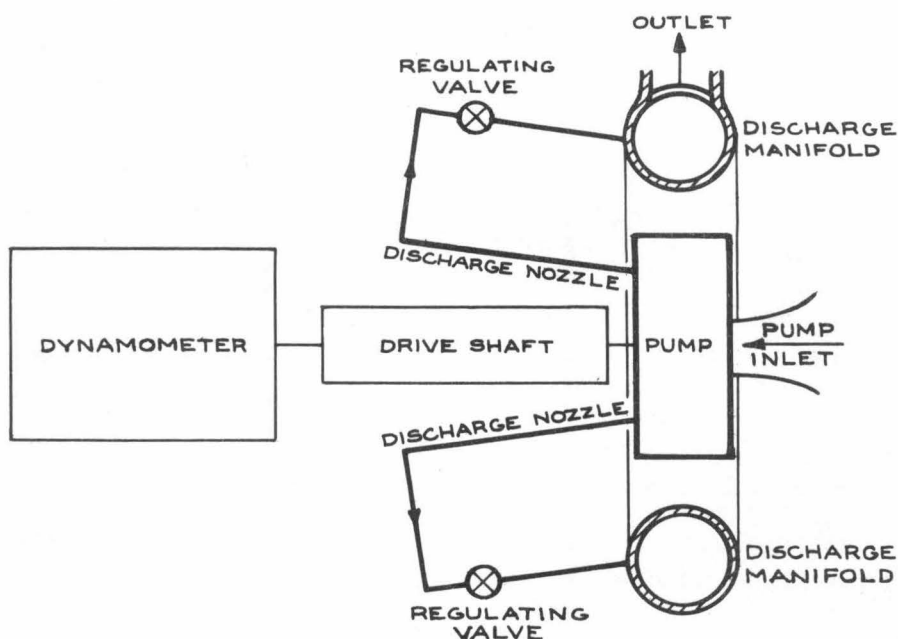 OUTLET
REGULATING
VALVE
DISCHARGE
MANIFOLD
DISCHARGE NOZZLE
DYNAMOMETER
DRIVE SHAFT
PUMP
PUMP
INLET
DISCHARGE NOZZLE
DISCHARGE
MANIFOLD
REGULATING
VALVE